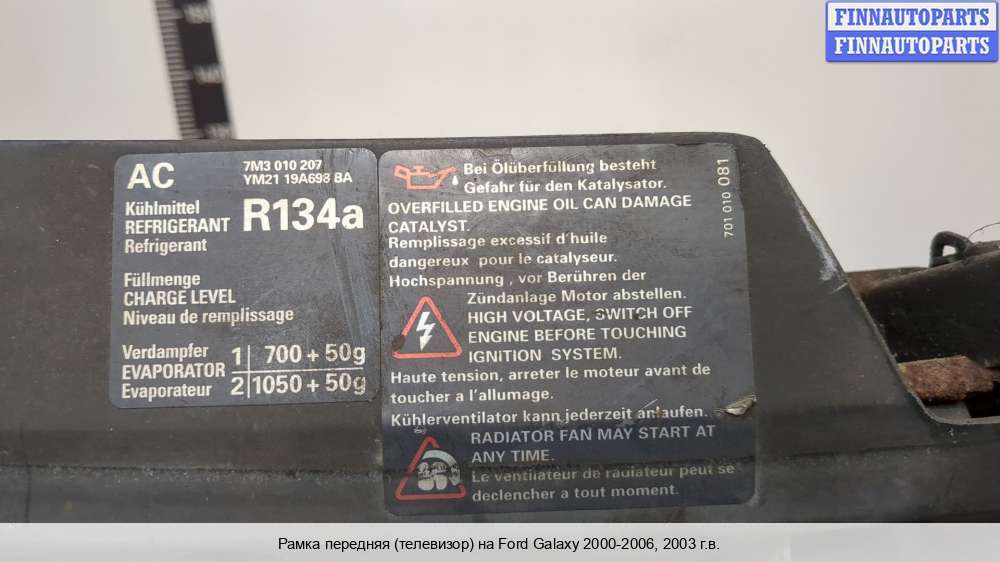 FINNAUTOPARTS
FINNAUTOPARTS
AC
7M3 010 207
YM21 19A698 BA
Kühlmittel
REFRIGERANT
Refrigerant
R134a
Füllmenge
CHARGE LEVEL
Niveau de remplissage
Verdampfer
EVAPORATOR
Evaporateur
1 700 + 50g
2 1050 + 50g
Bei Ölüberfüllung besteht
Gefahr für den Katalysator.
OVERFILLED ENGINE OIL CAN DAMAGE
CATALYST.
Remplissage excessif d'huile
dangereux pour le catalyseur.
Hochspannung, vor Berühren der
Zündanlage Motor abstellen.
HIGH VOLTAGE, SWITCH OFF
ENGINE BEFORE TOUCHING
IGNITION SYSTEM.
Haute tension, arreter le moteur avant de
toucher a l'allumage.
Kühlerventilator kann jederzeit anlaufen.
RADIATOR FAN MAY START AT
ANY TIME.
Le ventilateur de radiateur peut se
declencher a tout moment.
701 010 081
Рамка передняя (телевизор) на Ford Galaxy 2000-2006, 2003 г.в.